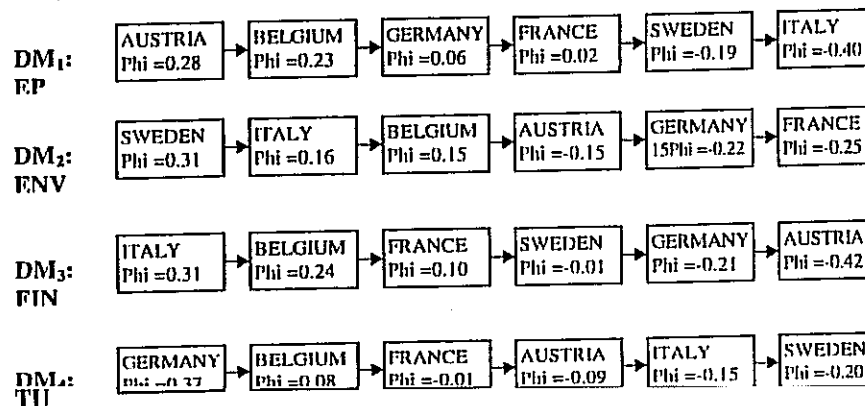 AUSTRIA BELGIUM GERMANY FRANCE SWEDEN ITALY
DM₁: Phi =0.28 Phi =0.23 Phi =0.06 Phi =0.02 Phi =-0.19 Phi =-0.40
EP
SWEDEN ITALY BELGIUM AUSTRIA GERMANY FRANCE
DM₂: Phi =0.31 Phi =0.16 Phi =0.15 Phi =-0.15 15Phi =-0.22 Phi =-0.25
ENV
ITALY BELGIUM FRANCE SWEDEN GERMANY AUSTRIA
DM₃: Phi =0.31 Phi =0.24 Phi =0.10 Phi =-0.01 Phi =-0.21 Phi =-0.42
FIN
GERMANY BELGIUM FRANCE AUSTRIA ITALY SWEDEN
DM₄: Phi =0.37 Phi =0.08 Phi =-0.01 Phi =-0.09 Phi =-0.15 Phi =-0.20
TU